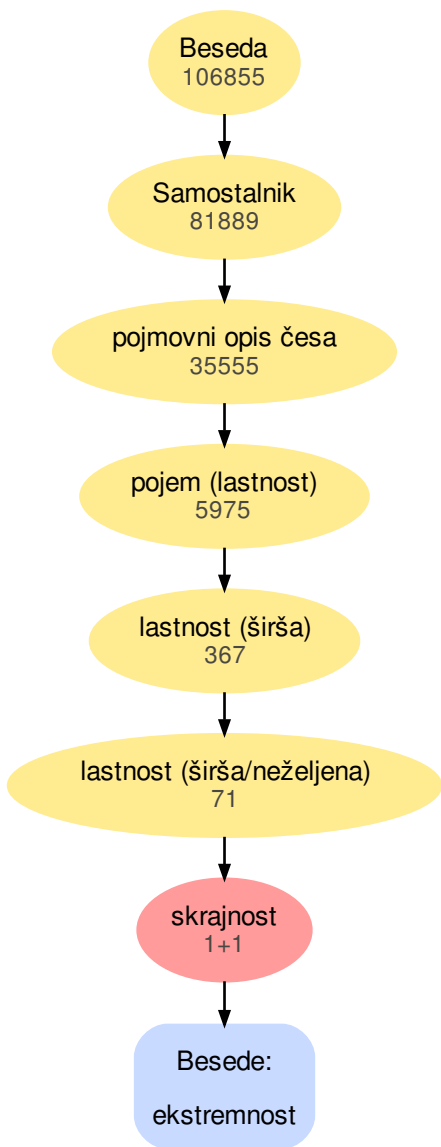 Beseda
106855
Samostalnik
81889
pojmovni opis česa
35555
pojem (lastnost)
5975
lastnost (širša)
367
lastnost (širša/neželjena)
71
skrajnost
1+1
Besede:
ekstremnost